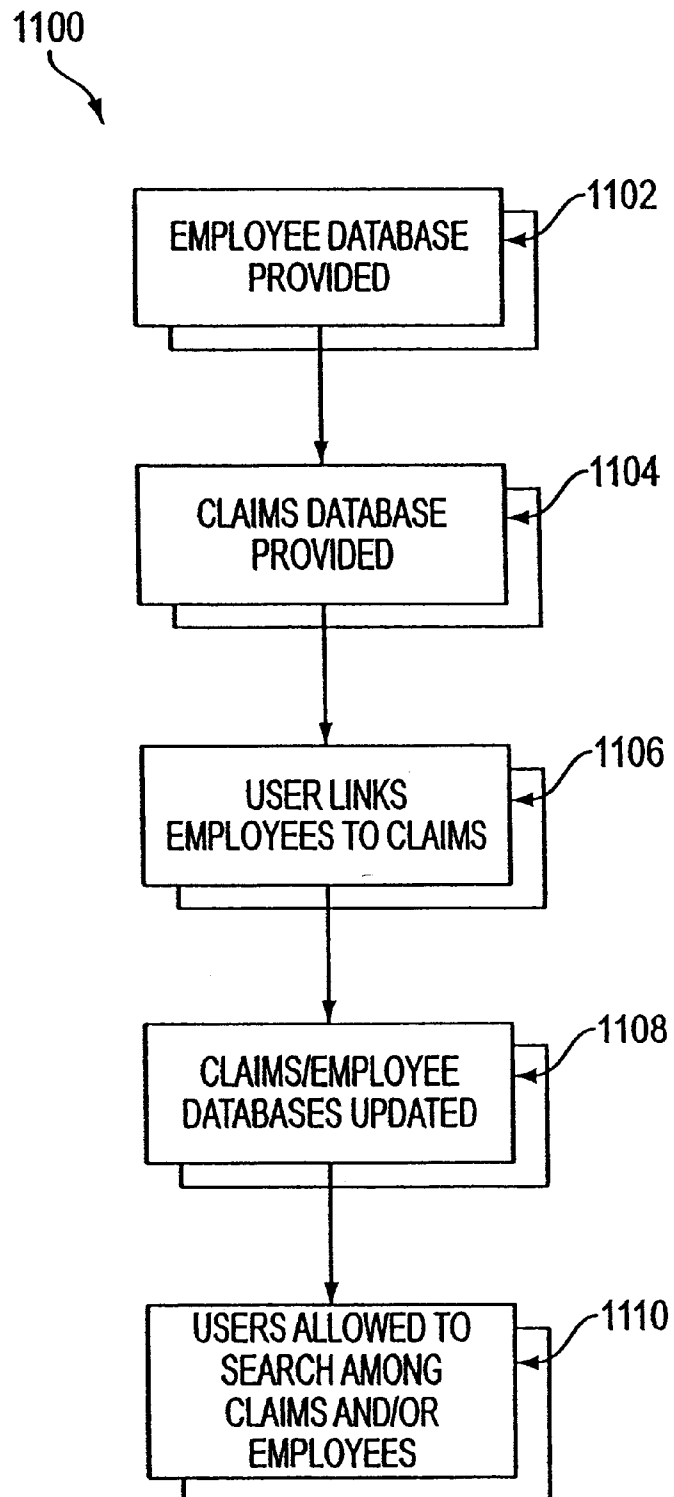 1100
1102
EMPLOYEE DATABASE
PROVIDED
1104
CLAIMS DATABASE
PROVIDED
1106
USER LINKS
EMPLOYEES TO CLAIMS
1108
CLAIMS/EMPLOYEE
DATABASES UPDATED
1110
USERS ALLOWED TO
SEARCH AMONG
CLAIMS AND/OR
EMPLOYEES